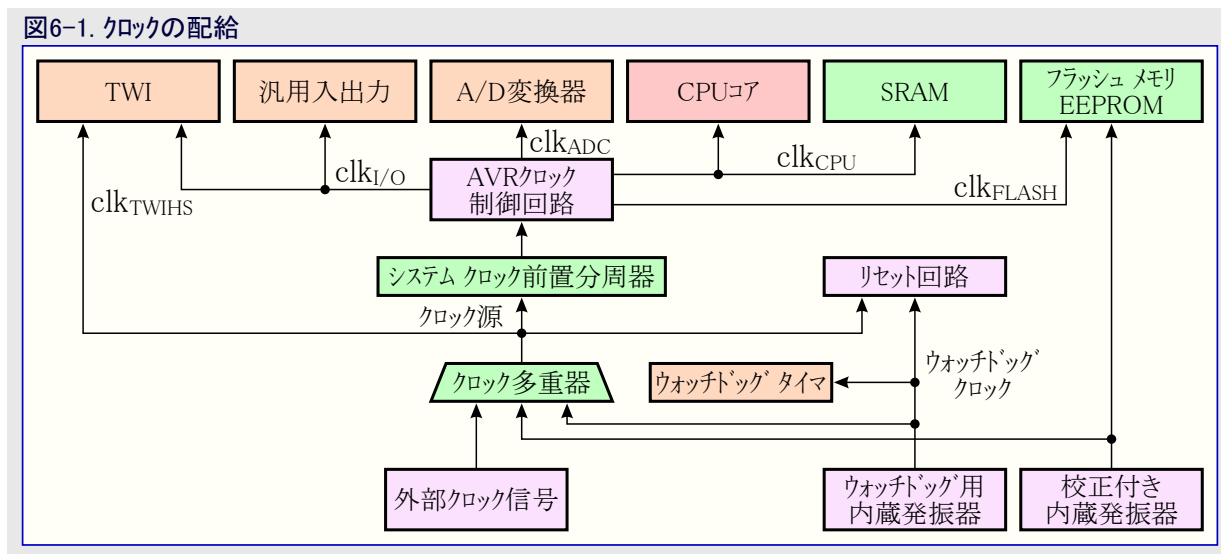 図6-1. クロックの配給
TWI
汎用入出力
A/D変換器
CPUコア
SRAM
フラッシュ メモリ
EEPROM
clkADC
clkI/O
clkCPU
clkTWIHS
clkFLASH
AVRクロック
制御回路
システム クロック前置分周器
リセット回路
クロック源
クロック多重器
ウォッチドッグ タイマ
ウォッチドッグ
クロック
外部クロック信号
ウォッチドッグ用
内蔵発振器
校正付き
内蔵発振器